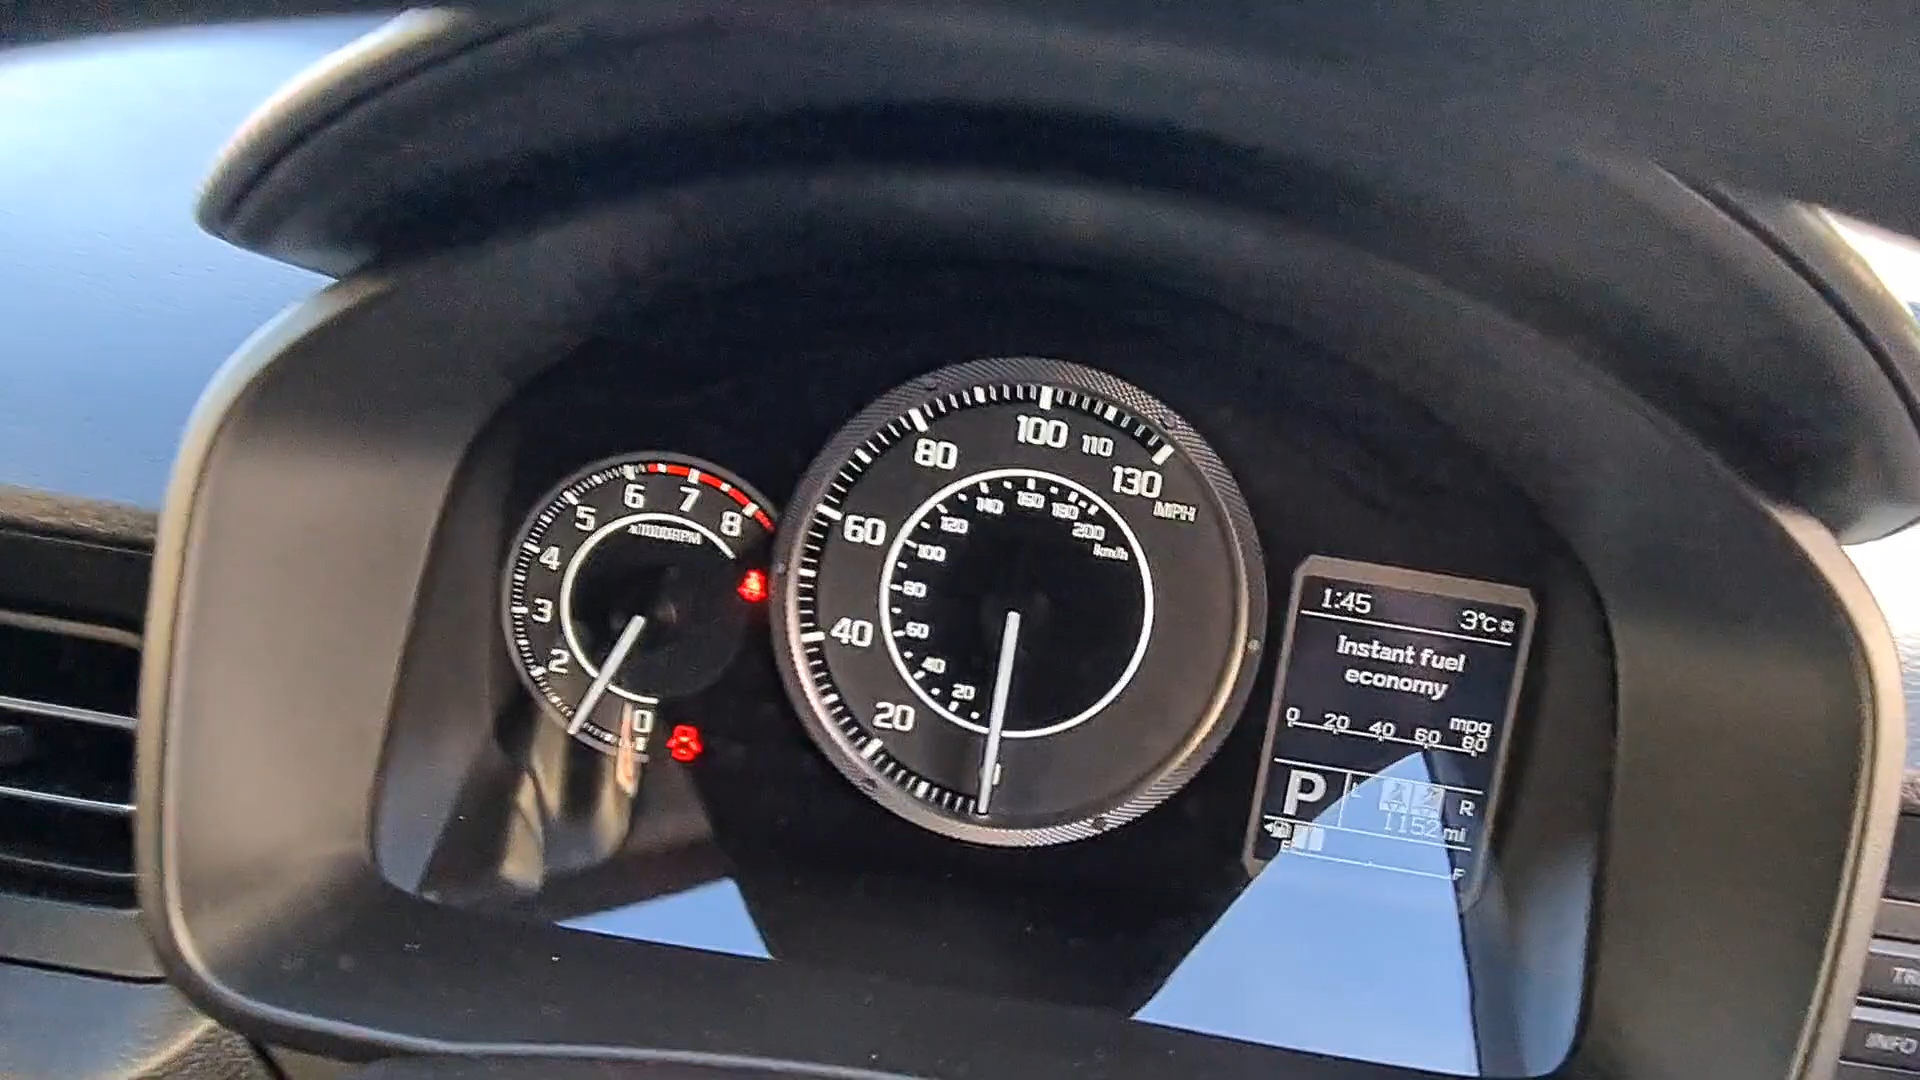 6
7
5
8
x1000RPM
4
3
2
0
100
110
80
130
MPH
60
40
20
160
140
180
120
200
km/h
100
80
60
40
20
1:45
3°C
Instant fuel
economy
mpg
0 20 40 60 80
P
L
R
1152mi
E
F
INFO